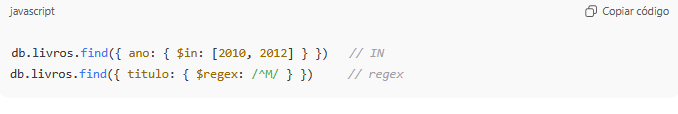 javascript
Copiar código
db.livros.find({ ano: { $in: [2010, 2012] } })   // IN
db.livros.find({ titulo: { $regex: /^M/ } })     // regex